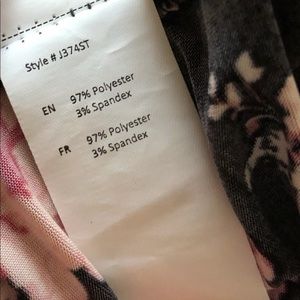 Style # J374ST
EN 97% Polyester
3% Spandex
FR 97% Polyester
3% Spandex